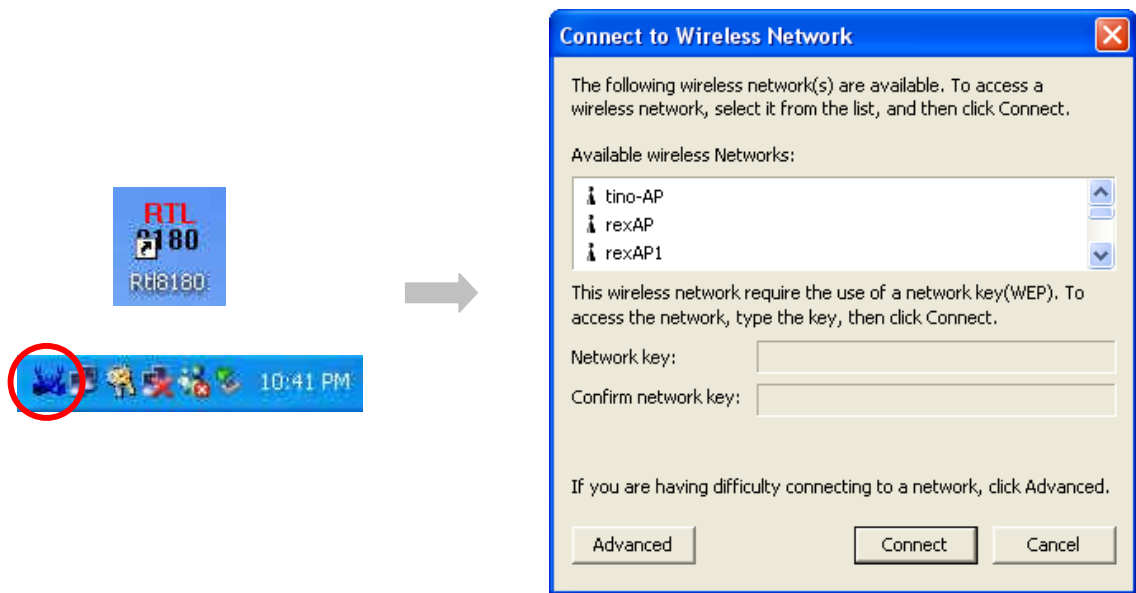 RTL
8180
Rtl8180
10:41 PM
Connect to Wireless Network
The following wireless network(s) are available. To access a
wireless network, select it from the list, and then click Connect.
Available wireless Networks:
tino-AP
rexAP
rexAP1
This wireless network require the use of a network key(WEP). To
access the network, type the key, then click Connect.
Network key:
Confirm network key:
If you are having difficulty connecting to a network, click Advanced.
Advanced
Connect
Cancel